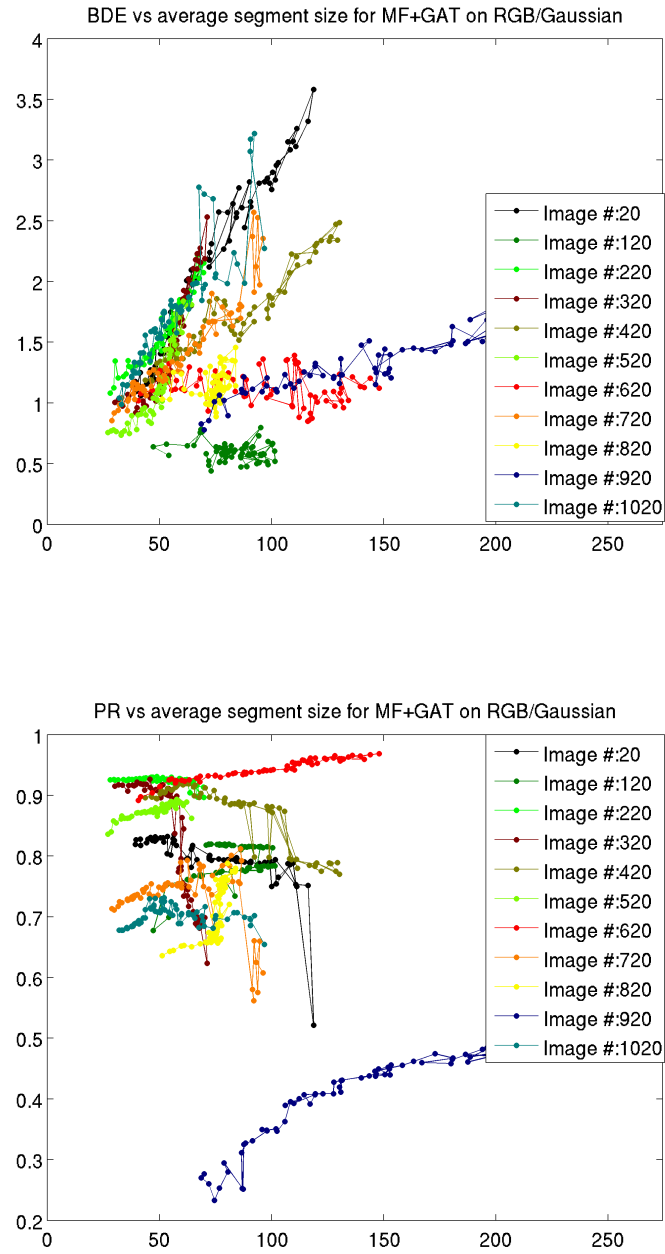 BDE vs average segment size for MF+GAT on RGB/Gaussian
4
3.5
3
2.5
2
1.5
1
0.5
0
0 50 100 150 200 250
Image #:20
Image #:120
Image #:220
Image #:320
Image #:420
Image #:520
Image #:620
Image #:720
Image #:820
Image #:920
Image #:1020
PR vs average segment size for MF+GAT on RGB/Gaussian
1
0.9
0.8
0.7
0.6
0.5
0.4
0.3
0.2
0 50 100 150 200 250
Image #:20
Image #:120
Image #:220
Image #:320
Image #:420
Image #:520
Image #:620
Image #:720
Image #:820
Image #:920
Image #:1020